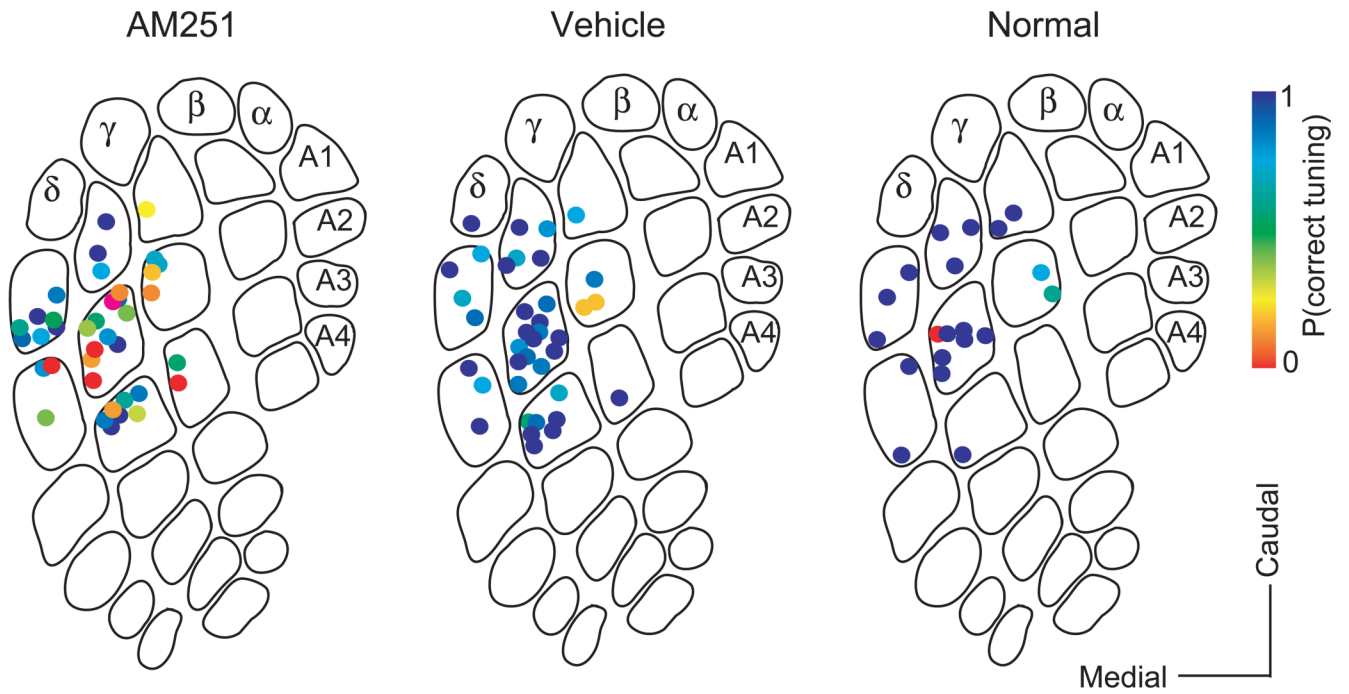 AM251
Vehicle
Normal
β
α
γ
A1
δ
A2
A3
A4
β
α
γ
A1
δ
A2
A3
A4
β
α
γ
A1
δ
A2
A3
A4
1
P(correct tuning)
0
Caudal
Medial